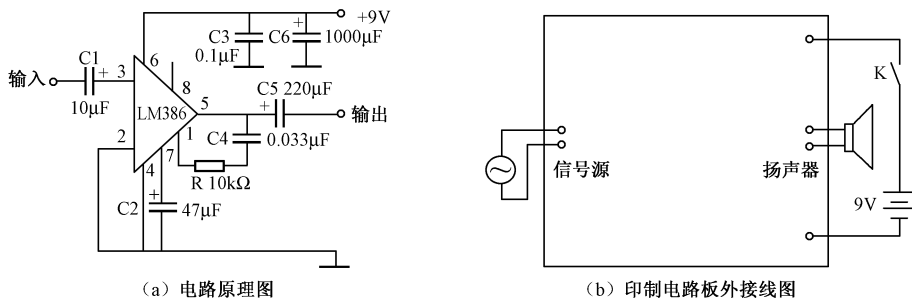 +9V
C3
0.1μF
C6
1000μF
+
6
C1
输入
+
3
10μF
8
LM386
5
C5 220μF
+
输出
2
1
C4
0.033μF
7
4
R 10kΩ
C2
+
47μF
(a) 电路原理图
K
信号源
扬声器
9V
(b) 印制电路板外接线图